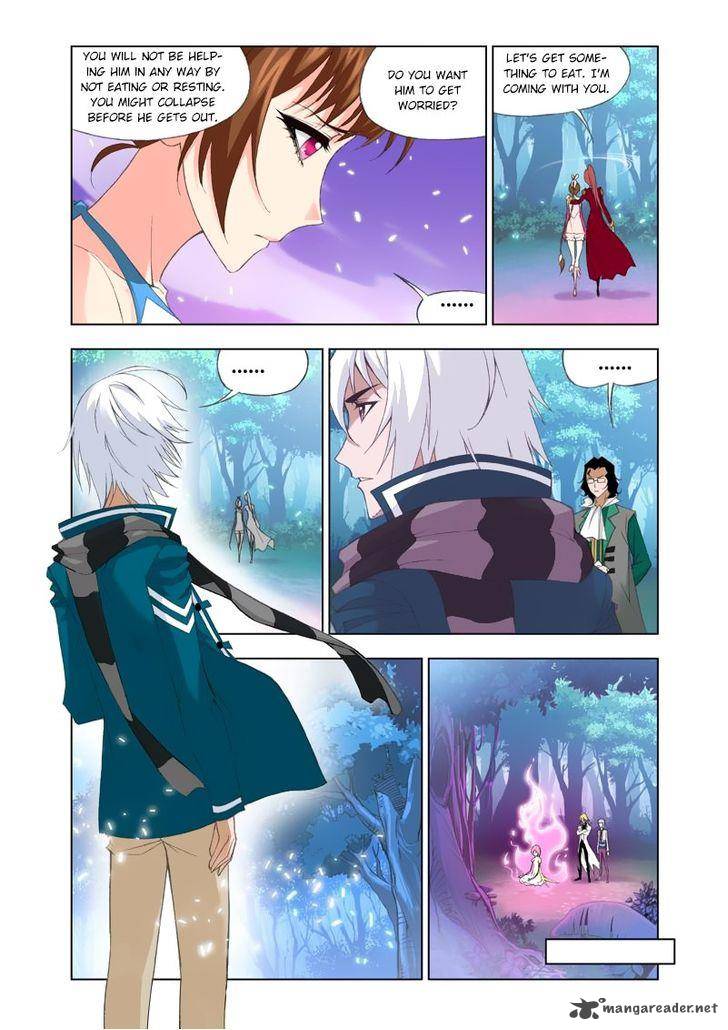 YOU WILL NOT BE HELP-
ING HIM IN ANY WAY BY
NOT EATING OR RESTING.
YOU MIGHT COLLAPSE
BEFORE HE GETS OUT.
DO YOU WANT
HIM TO GET
WORRIED?
......
LET'S GET SOME-
THING TO EAT. I'M
COMING WITH YOU.
......
......
mangareader.net